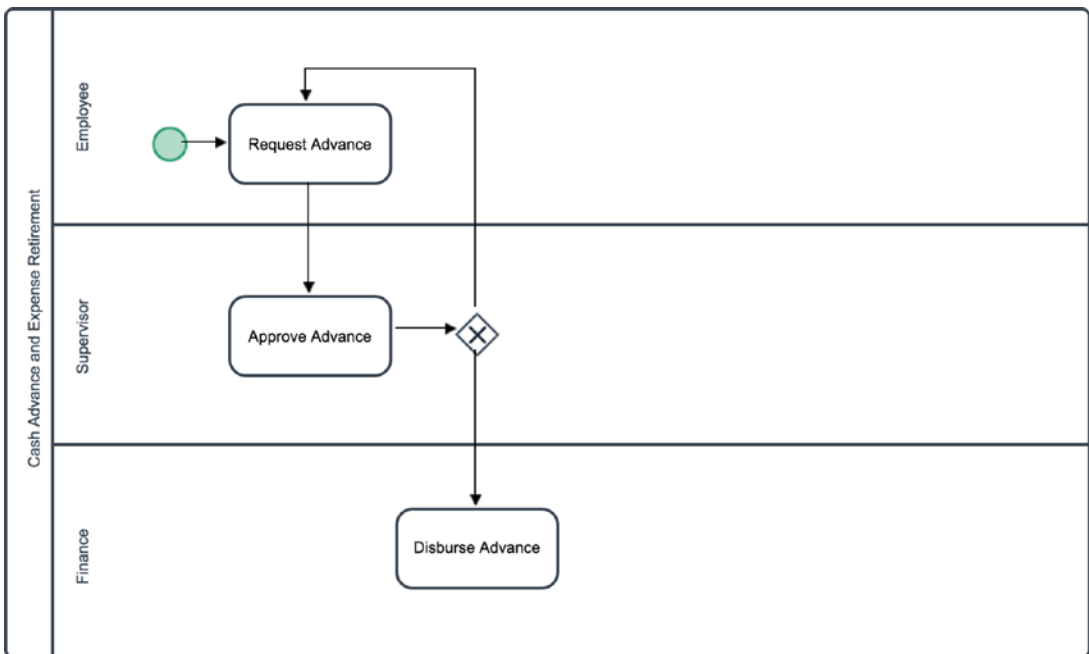 Cash Advance and Expense Retirement
Employee
Request Advance
Supervisor
Approve Advance
Finance
Disburse Advance